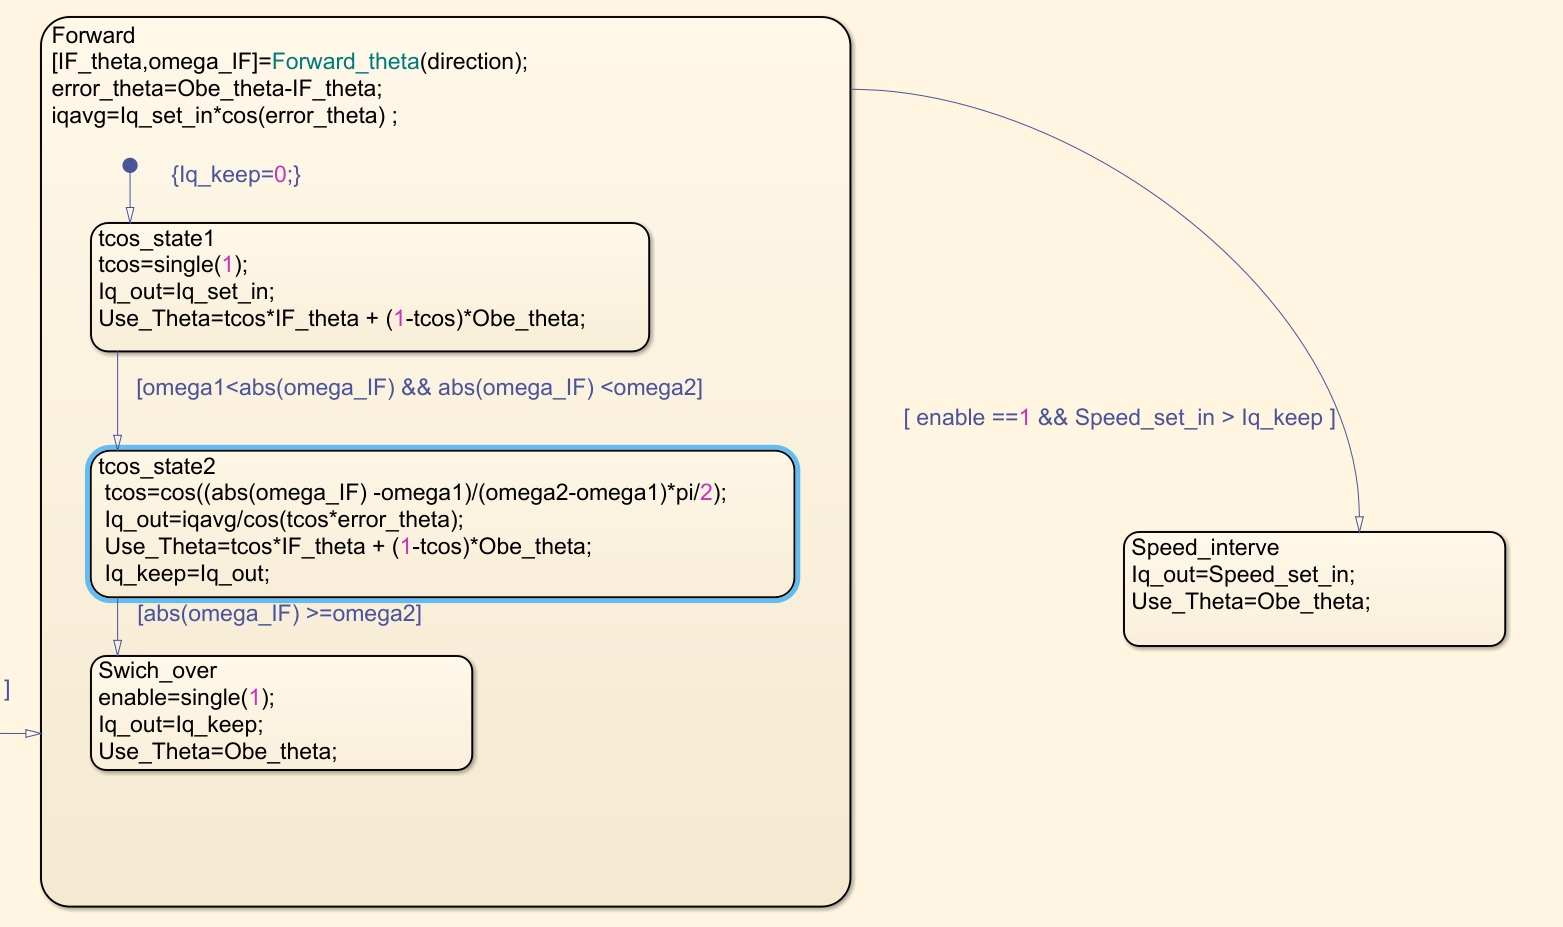 Forward
[IF_theta,omega_IF]=Forward_theta(direction);
error_theta=Obe_theta-IF_theta;
iqavg=Iq_set_in*cos(error_theta) ;
{Iq_keep=0;}
tcos_state1
tcos=single(1);
Iq_out=Iq_set_in;
Use_Theta=tcos*IF_theta + (1-tcos)*Obe_theta;
[omega1<abs(omega_IF) && abs(omega_IF) <omega2]
[ enable ==1 && Speed_set_in > Iq_keep ]
tcos_state2
tcos=cos((abs(omega_IF) -omega1)/(omega2-omega1)*pi/2);
Iq_out=iqavg/cos(tcos*error_theta);
Use_Theta=tcos*IF_theta + (1-tcos)*Obe_theta;
Iq_keep=Iq_out;
[abs(omega_IF) >=omega2]
Speed_interve
Iq_out=Speed_set_in;
Use_Theta=Obe_theta;
Swich_over
enable=single(1);
Iq_out=Iq_keep;
Use_Theta=Obe_theta;
]